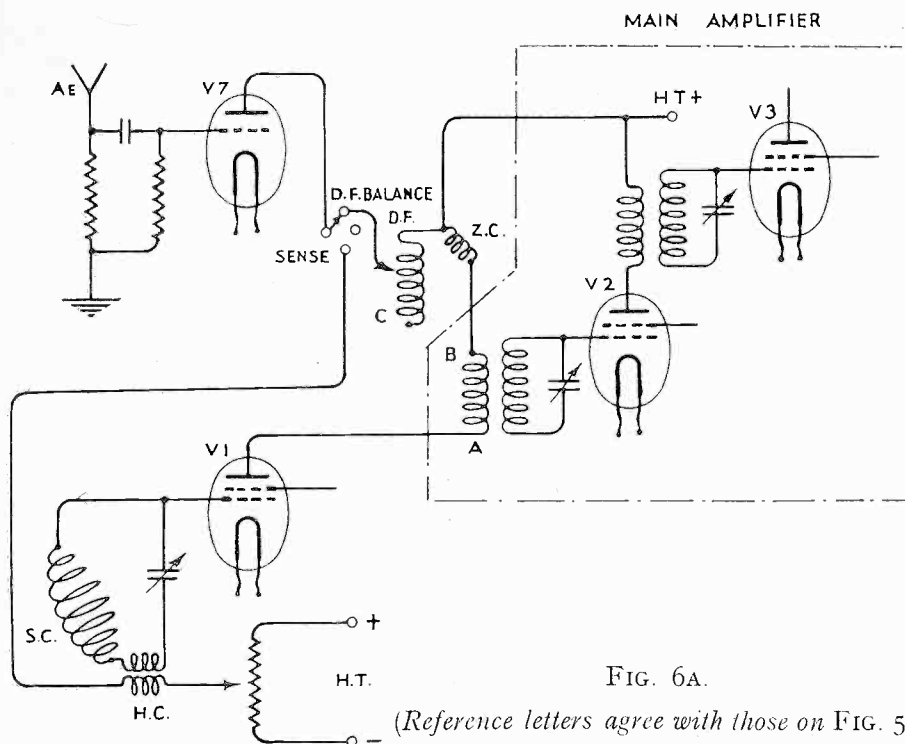 MAIN AMPLIFIER
AE
V7
HT+
V3
D.F. BALANCE
D.F.
Z.C.
SENSE
C
V2
B
A
V1
S.C.
H.C.
+
H.T.
−
FIG. 6A.
(Reference letters agree with those on FIG. 5